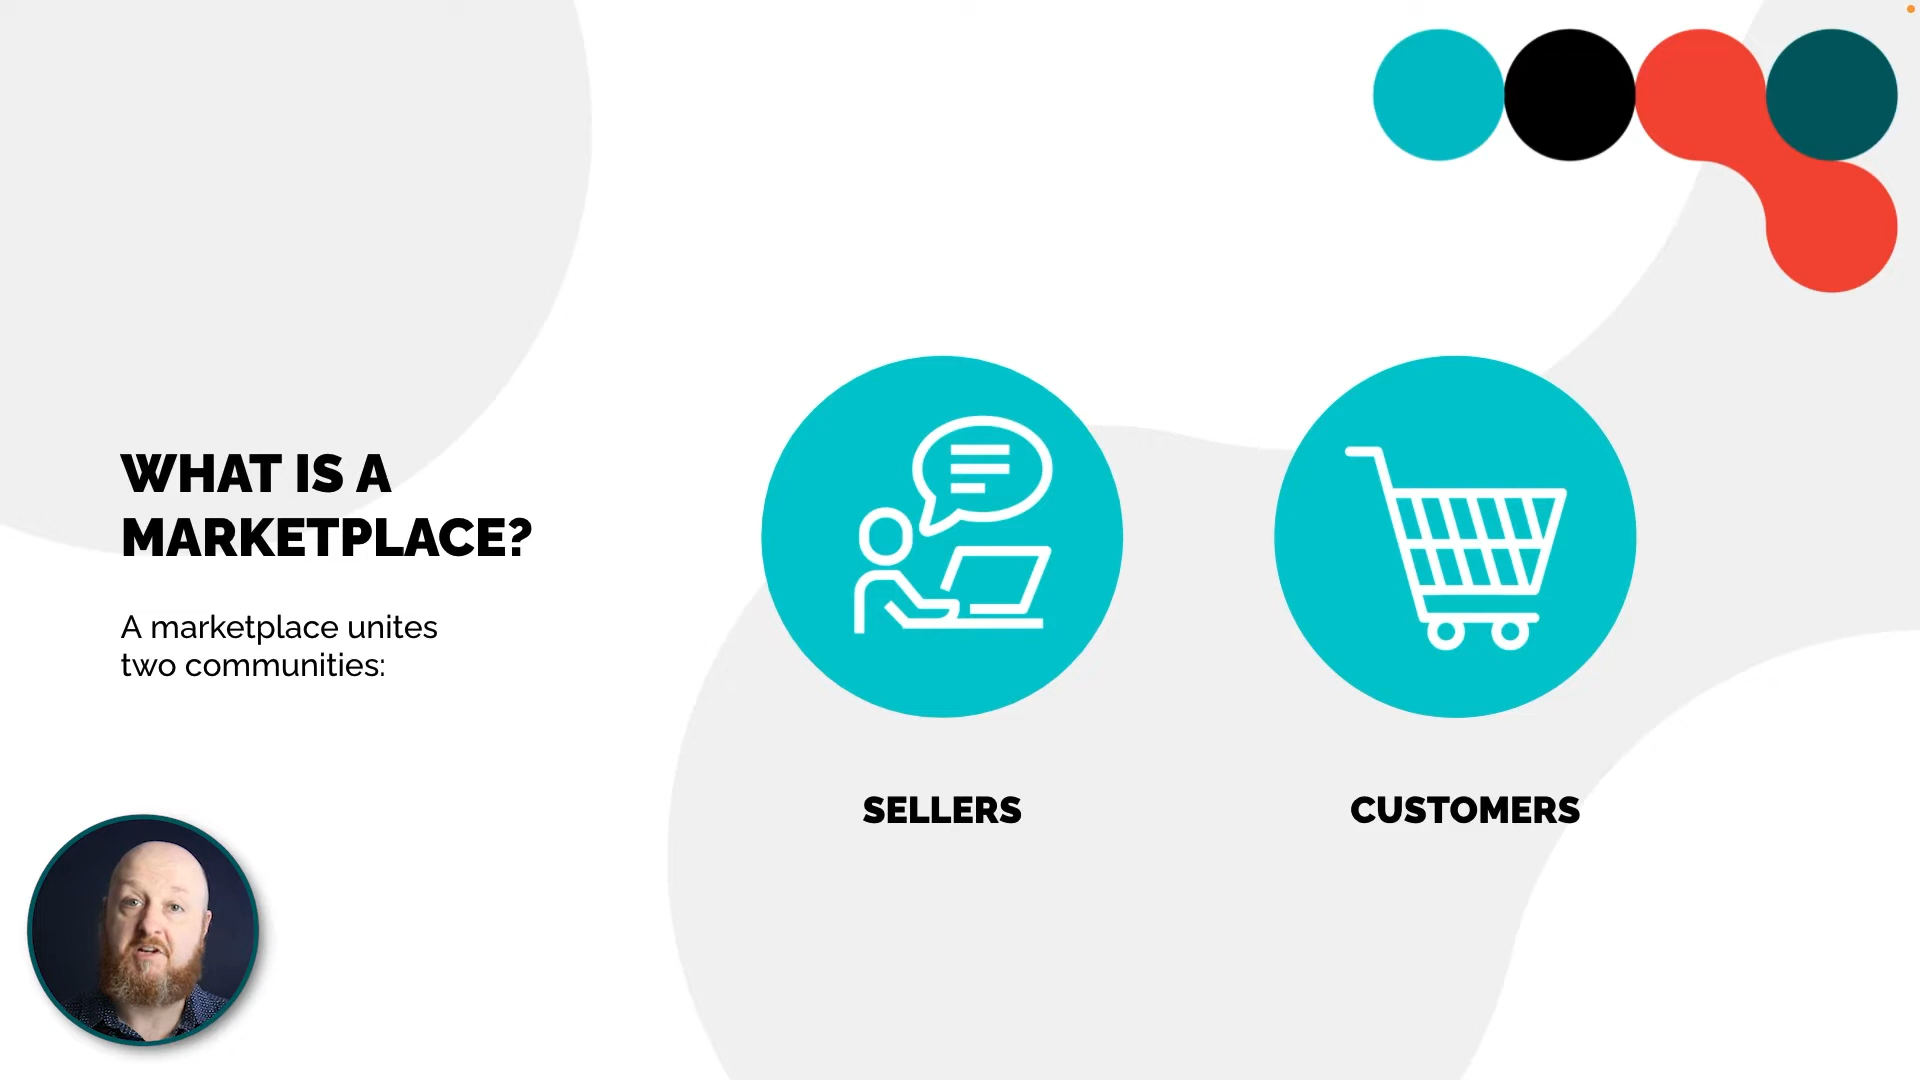 WHAT IS A
MARKETPLACE?
A marketplace unites
two communities:
SELLERS
CUSTOMERS